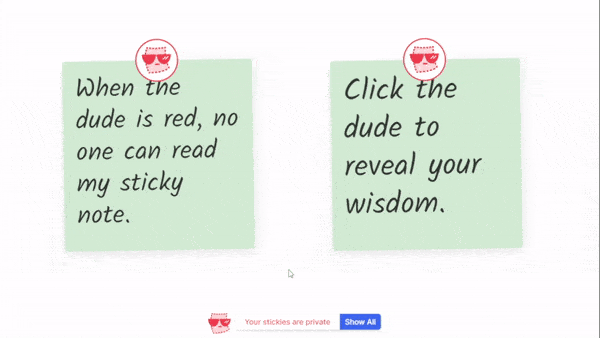 When the
dude is red, no
one can read
my sticky
note.
Click the
dude to
reveal your
wisdom.
Your stickies are private
Show All